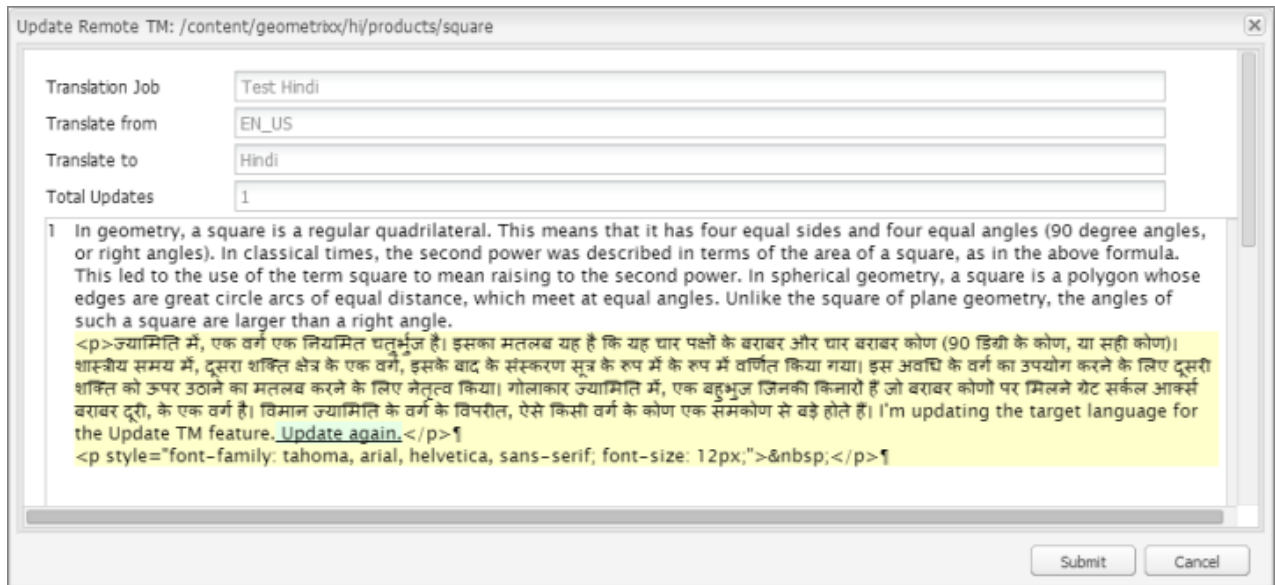 Update Remote TM: /content/geometrixx/hi/products/square
Translation Job Test Hindi
Translate from EN_US
Translate to Hindi
Total Updates 1
1 In geometry, a square is a regular quadrilateral. This means that it has four equal sides and four equal angles (90 degree angles,
or right angles). In classical times, the second power was described in terms of the area of a square, as in the above formula.
This led to the use of the term square to mean raising to the second power. In spherical geometry, a square is a polygon whose
edges are great circle arcs of equal distance, which meet at equal angles. Unlike the square of plane geometry, the angles of
such a square are larger than a right angle.
<p>ज्यामिति में, एक वर्ग एक नियमित चतुर्भुज है। इसका मतलब यह है कि यह चार पक्षों के बराबर और चार बराबर कोण (90 डिग्री के कोण, या सही कोण)।
शास्त्रीय समय में, दूसरा शक्ति क्षेत्र के एक वर्ग, इसके बाद के संस्करण सूत्र के रुप में के रुप में वर्णित किया गया। इस अवधि के वर्ग का उपयोग करने के लिए दूसरी
शक्ति को ऊपर उठाने का मतलब करने के लिए नेतृत्व किया। गोलाकार ज्यामिति में, एक बहुभुज जिनकी किनारों हैं जो बराबर कोणों पर मिलने ग्रेट सर्कल आर्क्स
बराबर दूरी, के एक वर्ग है। विमान ज्यामिति के वर्ग के विपरीत, ऐसे किसी वर्ग के कोण एक समकोण से बड़े होते हैं। I'm updating the target language for
the Update TM feature. Update again.</p>¶
<p style="font-family: tahoma, arial, helvetica, sans-serif; font-size: 12px;">&nbsp;</p>¶
Submit Cancel